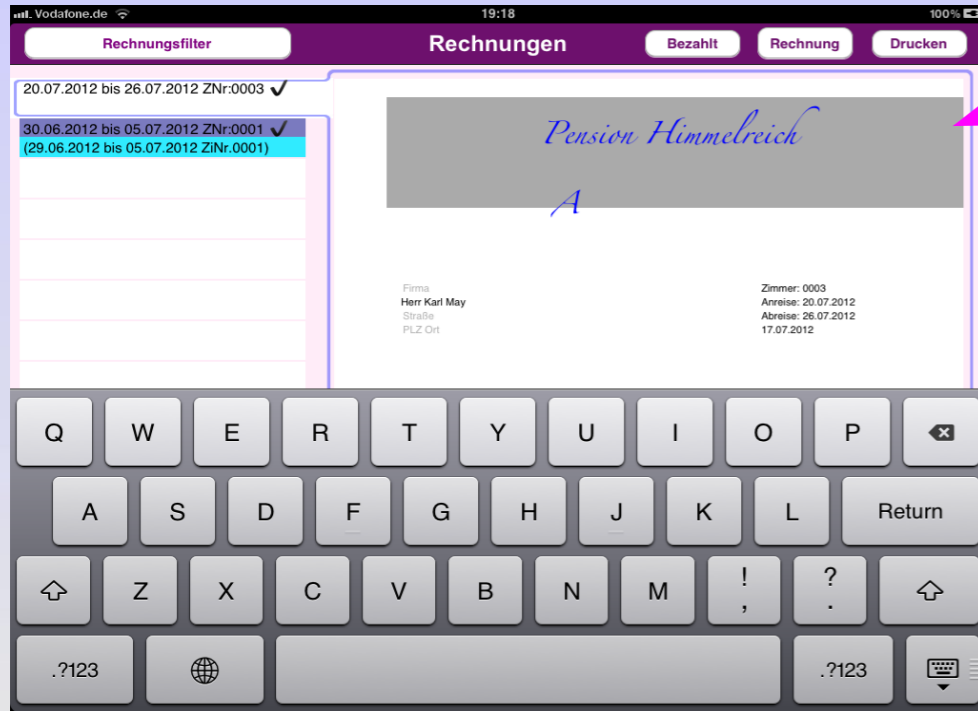 Vodafone.de 19:18 100%
Rechnungsfilter Rechnungen Bezahlt Rechnung Drucken
20.07.2012 bis 26.07.2012 ZNr:0003 ✓
30.06.2012 bis 05.07.2012 ZNr:0001 ✓
(29.06.2012 bis 05.07.2012 ZiNr.0001)
Pension Himmelreich
A
Firma
Herr Karl May
Straße
PLZ Ort
Zimmer: 0003
Anreise: 20.07.2012
Abreise: 26.07.2012
17.07.2012
Q W E R T Y U I O P
A S D F G H J K L Return
Z X C V B N M ! , ? .
.?123 .?123